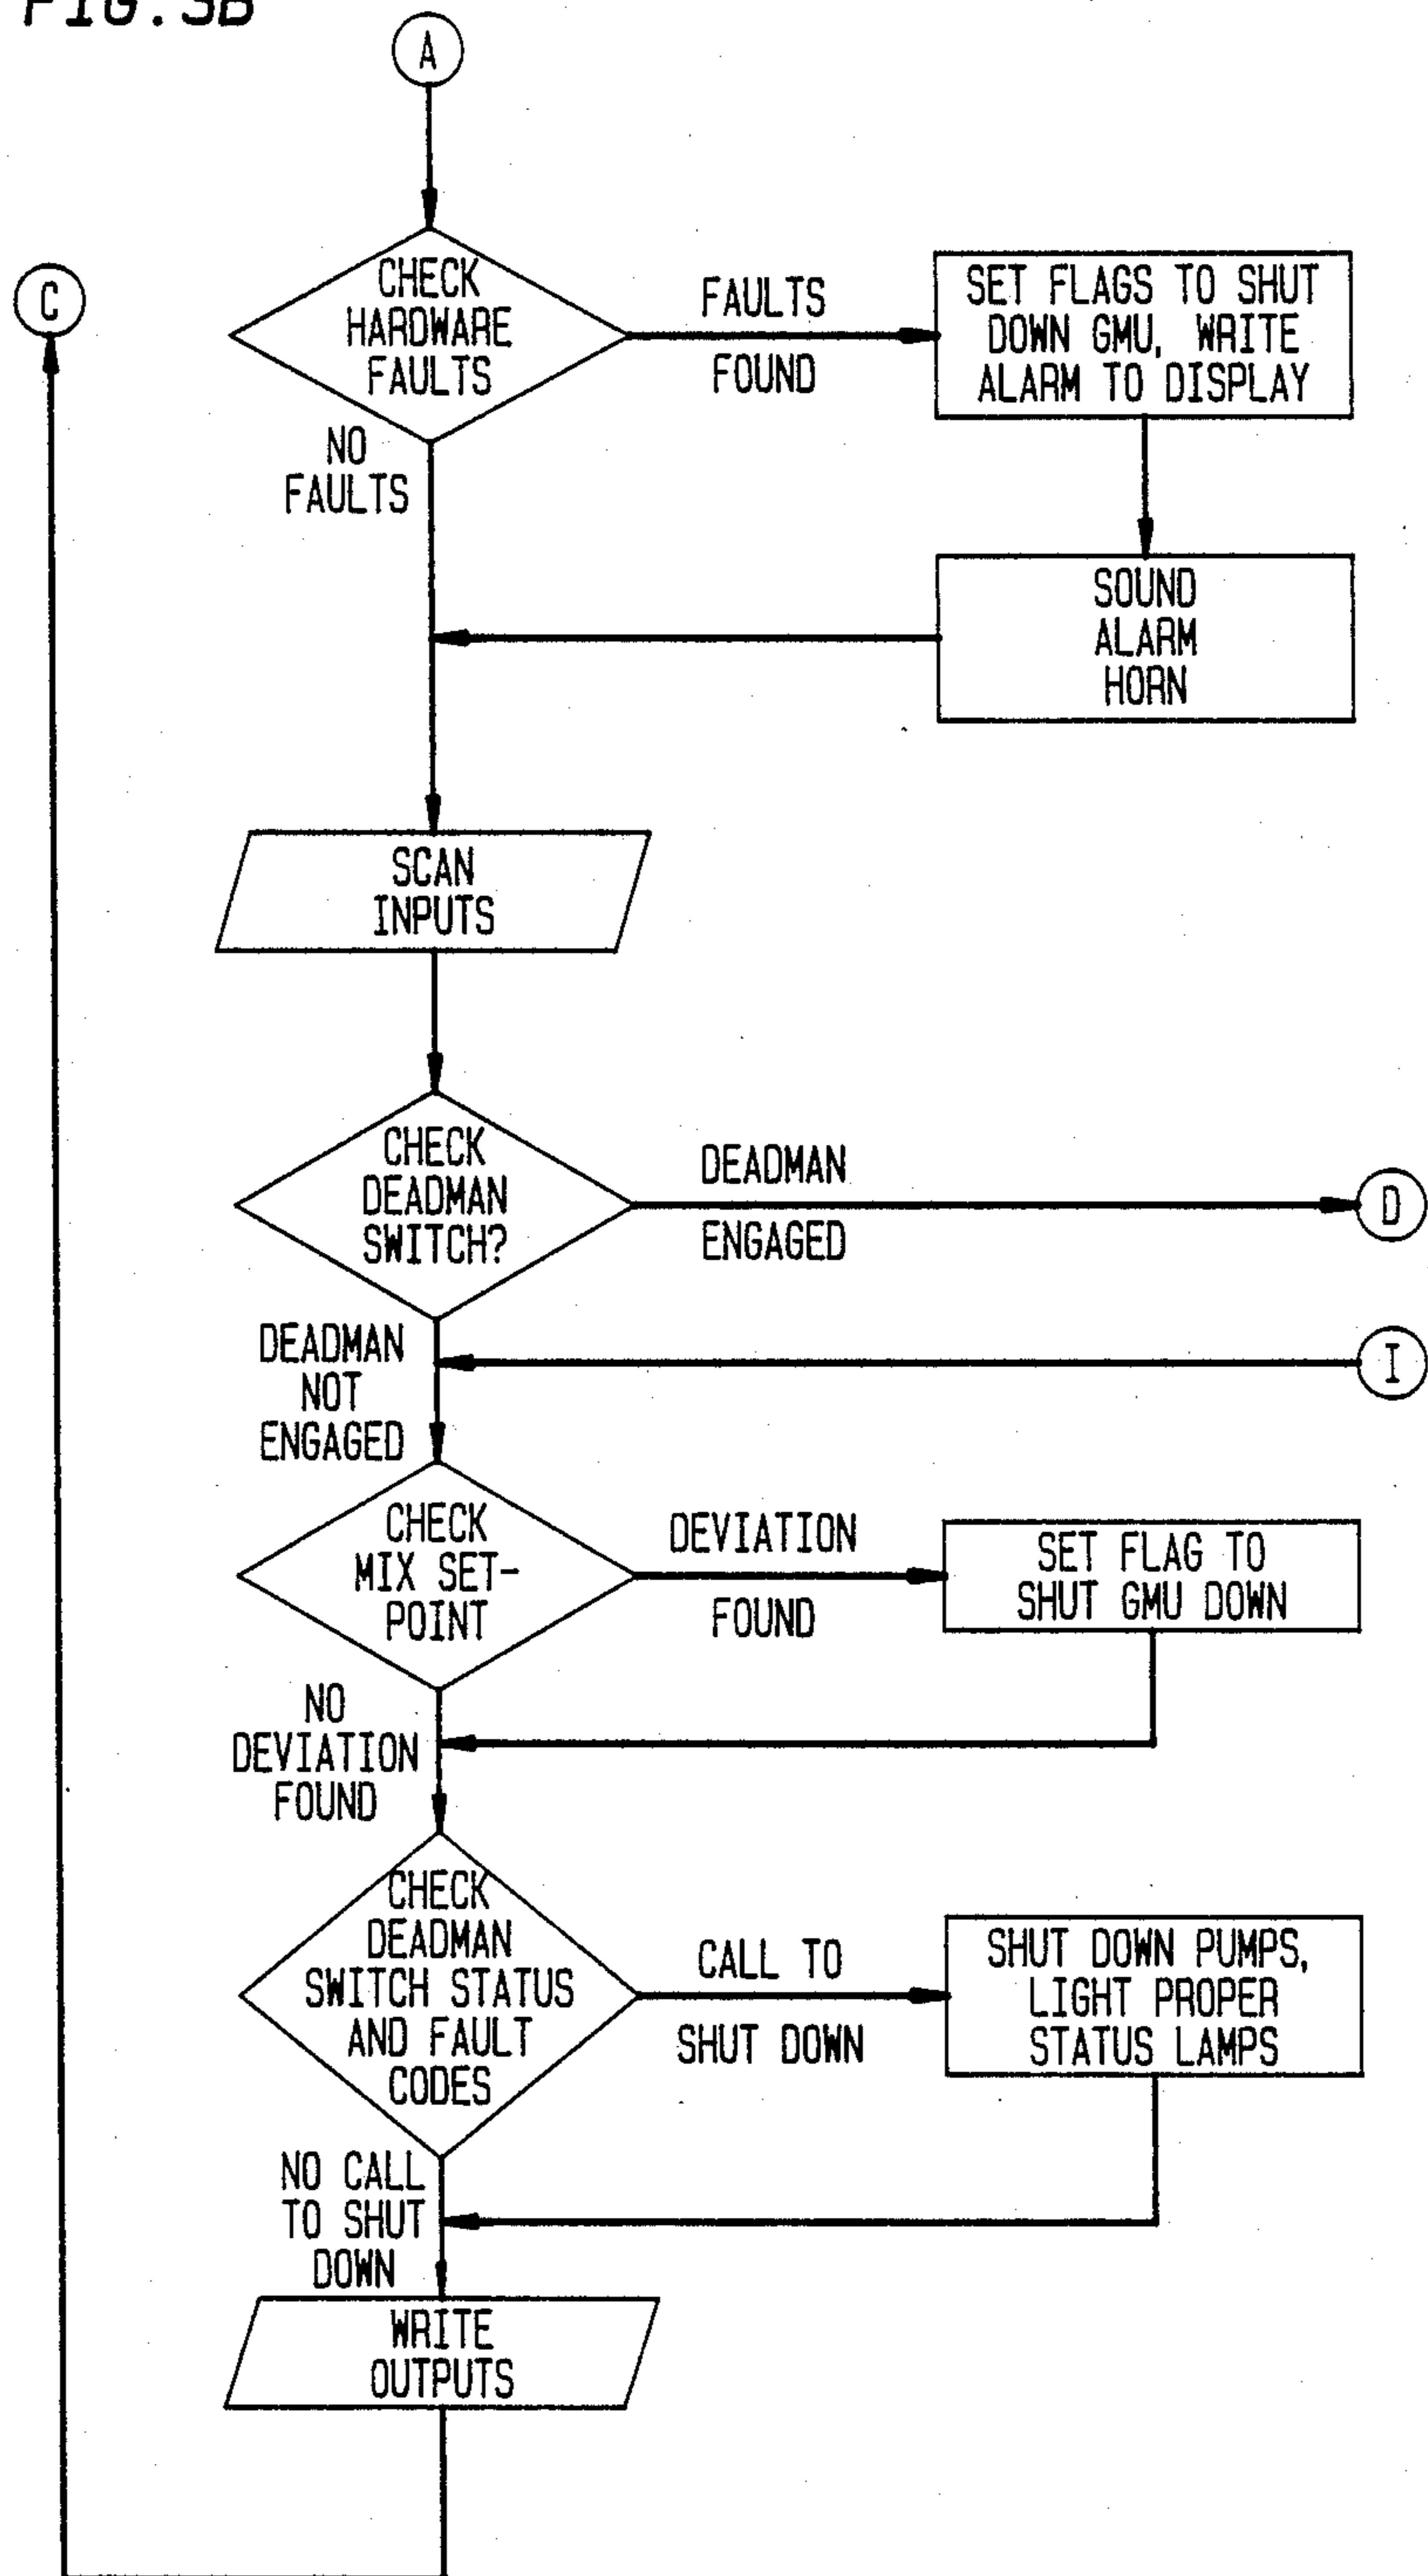 FIG. 3B
A
C
CHECK
HARDWARE
FAULTS
FAULTS
FOUND
SET FLAGS TO SHUT
DOWN GMU, WRITE
ALARM TO DISPLAY
NO
FAULTS
SOUND
ALARM
HORN
SCAN
INPUTS
CHECK
DEADMAN
SWITCH?
DEADMAN
ENGAGED
D
DEADMAN
NOT
ENGAGED
I
CHECK
MIX SET-
POINT
DEVIATION
FOUND
SET FLAG TO
SHUT GMU DOWN
NO
DEVIATION
FOUND
CHECK
DEADMAN
SWITCH STATUS
AND FAULT
CODES
CALL TO
SHUT DOWN
SHUT DOWN PUMPS,
LIGHT PROPER
STATUS LAMPS
NO CALL
TO SHUT
DOWN
WRITE
OUTPUTS